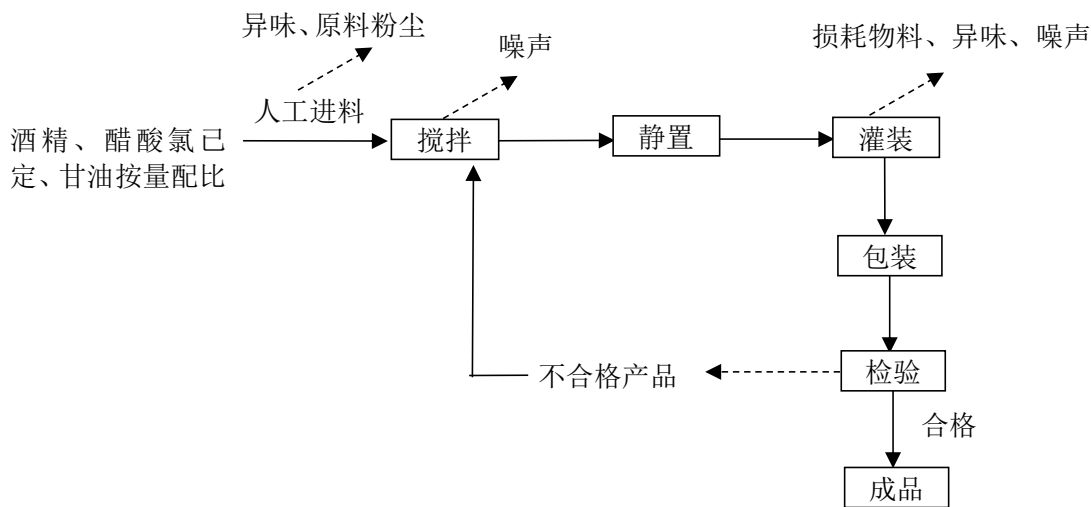 异味、原料粉尘
噪声
损耗物料、异味、噪声
人工进料
酒精、醋酸氯己
定、甘油按量配比
搅拌
静置
灌装
包装
不合格产品
检验
合格
成品